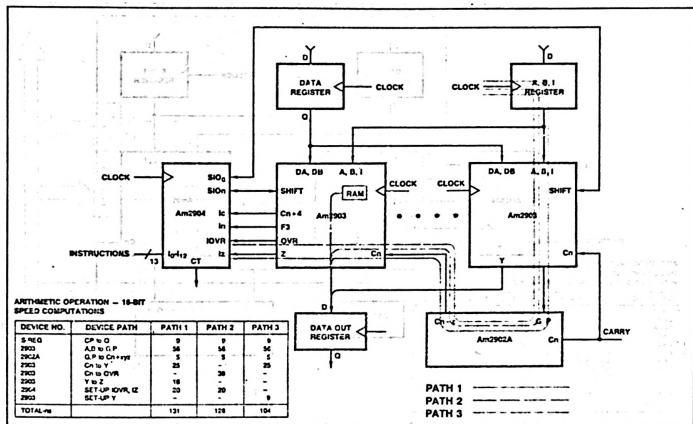 D
D
DATA
REGISTER
CLOCK
CLOCK
A, B, I
REGISTER
Q
CLOCK
SIO₀
SIOn
Ic
In
IOVR
Iz
Am2904
I₀-I₁₂
CT
INSTRUCTIONS
13
DA, DB
A, B, I
SHIFT
RAM
Am2903
Cn+4
F3
OVR
Z
Cn
CLOCK
CLOCK
DA, DB
A, B, I
SHIFT
Am2903
Cn
Y
D
DATA OUT
REGISTER
Q
G P
Cn
Am2902A
CARRY
ARITHMETIC OPERATION – 16-BIT
SPEED COMPUTATIONS
DEVICE NO. DEVICE PATH PATH 1 PATH 2 PATH 3
S REG CP to Q 9 9 9
2903 A,B to G,P 56 56 56
2902A G,P to Cn+xyz 5 5 5
2903 Cn to Y 25 - 25
2903 Cn to OVR - 38 -
2903 Y to Z 16 - -
2904 SET-UP IOVR, IZ 20 20 -
2903 SET-UP Y - - 9
TOTAL-ns 131 128 104
PATH 1
PATH 2
PATH 3